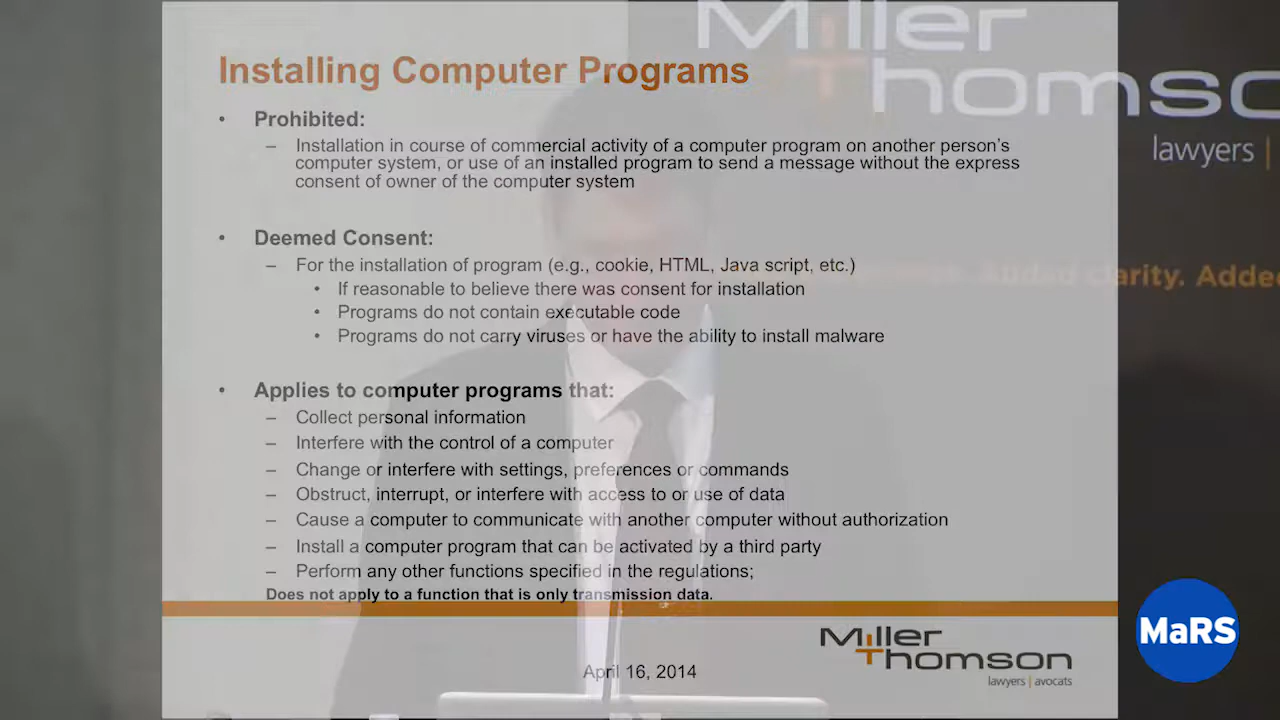 Miller
Thomso
lawyers |
Added clarity. Adde
Installing Computer Programs
• Prohibited:
– Installation in course of commercial activity of a computer program on another person's
computer system, or use of an installed program to send a message without the express
consent of owner of the computer system
• Deemed Consent:
– For the installation of program (e.g., cookie, HTML, Java script, etc.)
• If reasonable to believe there was consent for installation
• Programs do not contain executable code
• Programs do not carry viruses or have the ability to install malware
• Applies to computer programs that:
– Collect personal information
– Interfere with the control of a computer
– Change or interfere with settings, preferences or commands
– Obstruct, interrupt, or interfere with access to or use of data
– Cause a computer to communicate with another computer without authorization
– Install a computer program that can be activated by a third party
– Perform any other functions specified in the regulations;
Does not apply to a function that is only transmission data.
MaRS
Miller
Thomson
lawyers | avocats
April 16, 2014